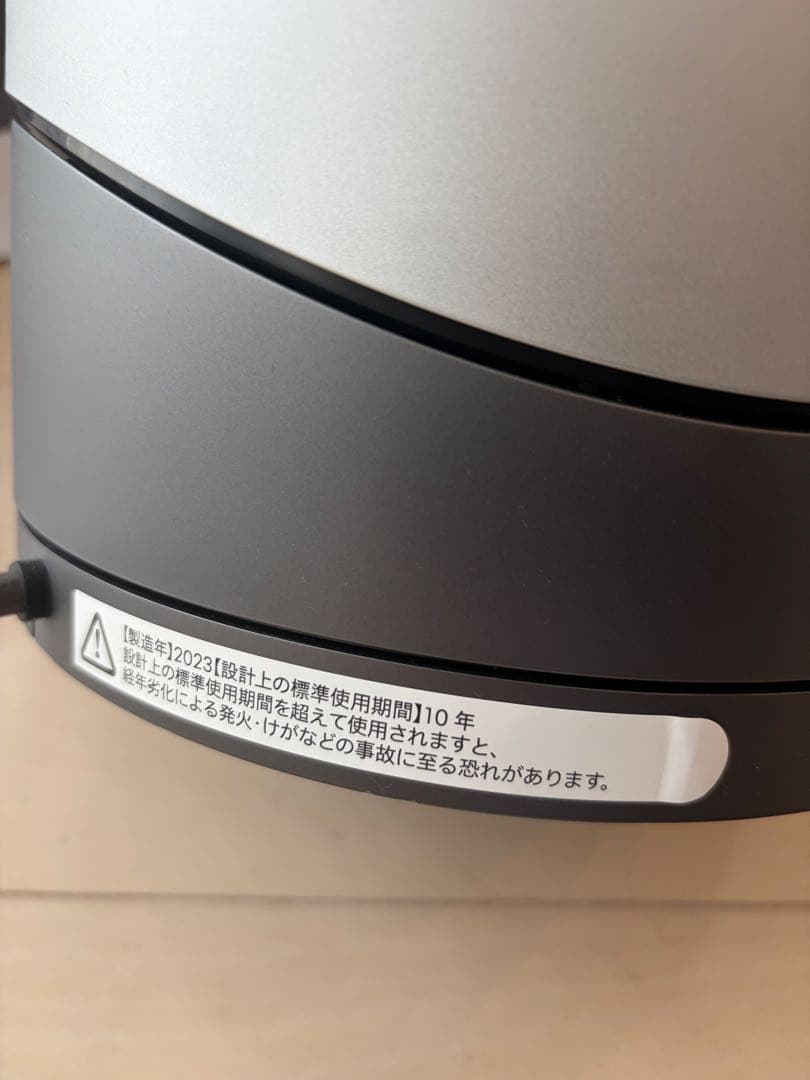 【製造年】2023【設計上の標準使用期間】10 年
設計上の標準使用期間を超えて使用されますと、
経年劣化による発火・けがなどの事故に至る恐れがあります。